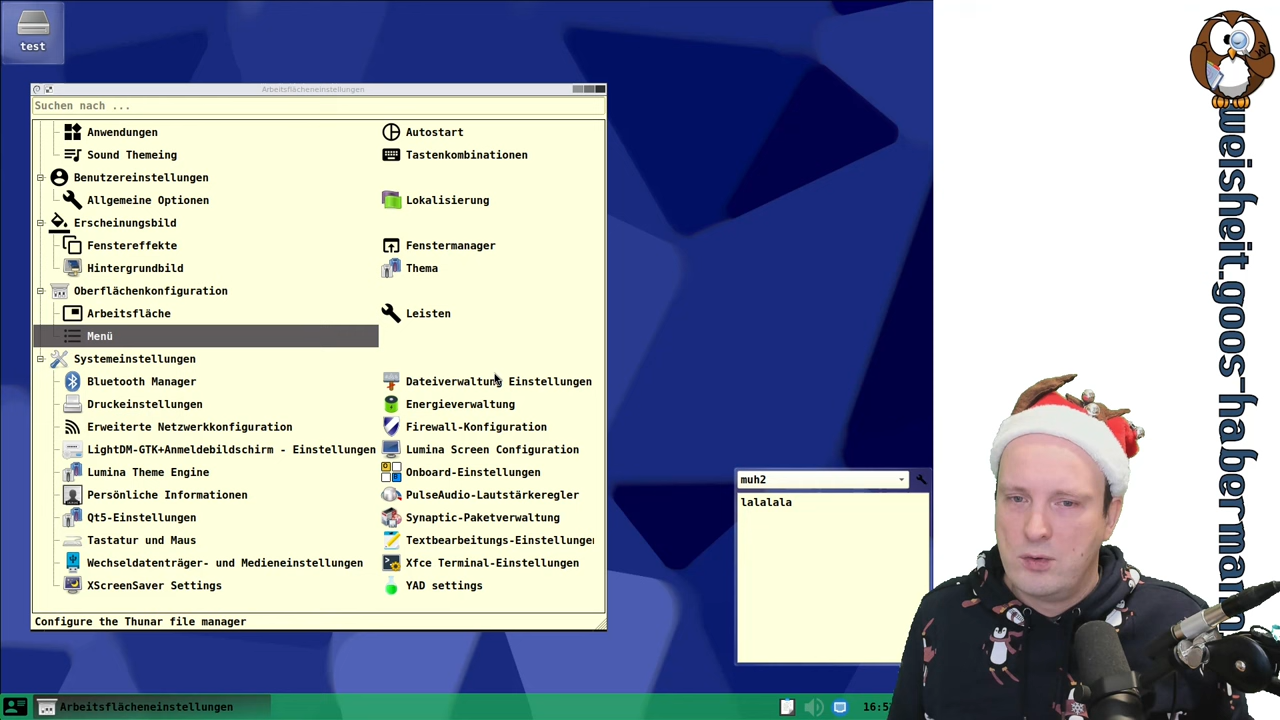 test
Arbeitsflächeneinstellungen
Suchen nach ...
Anwendungen
Autostart
Sound Themeing
Tastenkombinationen
Benutzereinstellungen
Allgemeine Optionen
Lokalisierung
Erscheinungsbild
Fenstereffekte
Fenstermanager
Hintergrundbild
Thema
Oberflächenkonfiguration
Arbeitsfläche
Leisten
Menü
Systemeinstellungen
Bluetooth Manager
Dateiverwaltung Einstellungen
Druckeinstellungen
Energieverwaltung
Erweiterte Netzwerkkonfiguration
Firewall-Konfiguration
LightDM-GTK+Anmeldebildschirm - Einstellungen
Lumina Screen Configuration
Lumina Theme Engine
Onboard-Einstellungen
Persönliche Informationen
PulseAudio-Lautstärkeregler
Qt5-Einstellungen
Synaptic-Paketverwaltung
Tastatur und Maus
Textbearbeitungs-Einstellungen
Wechseldatenträger- und Medieneinstellungen
Xfce Terminal-Einstellungen
XScreenSaver Settings
YAD settings
Configure the Thunar file manager
muh2
lalalala
Arbeitsflächeneinstellungen
weisheit.goos-habermann